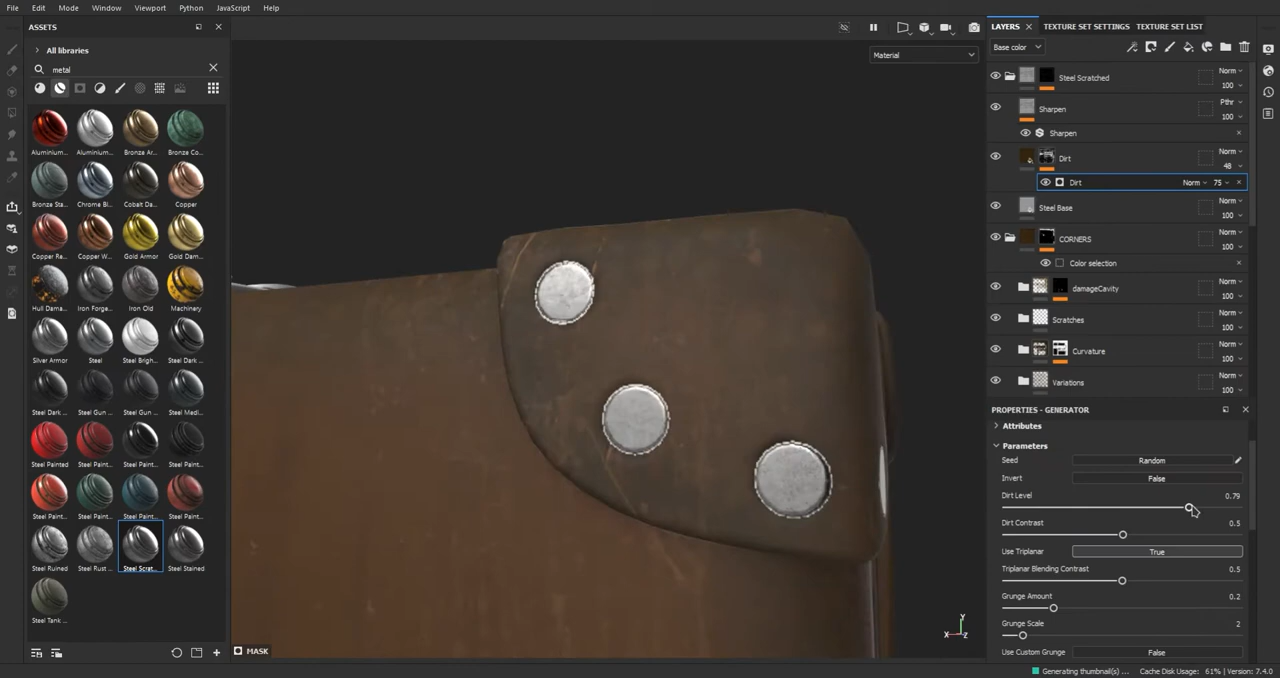 File Edit Mode Window Viewport Python JavaScript Help
ASSETS
All libraries
metal
Aluminium... Aluminium... Bronze Ar... Bronze Co...
Bronze Sta... Chrome Bl... Cobalt Da... Copper
Copper Re... Copper W... Gold Armor Gold Dam...
Hull Dama... Iron Forge... Iron Old Machinery
Silver Armor Steel Steel Brigh... Steel Dark ...
Steel Dark ... Steel Gun ... Steel Gun ... Steel Medi...
Steel Painted Steel Paint... Steel Paint... Steel Paint...
Steel Paint... Steel Paint... Steel Paint... Steel Paint...
Steel Ruined Steel Rust ... Steel Scrat... Steel Stained
Steel Tank ...
Material
MASK
Y
X Z
LAYERS TEXTURE SET SETTINGS TEXTURE SET LIST
Base color
Steel Scratched Norm 100
Sharpen Pthr 100
Sharpen
Dirt Norm 48
Dirt Norm 75
Steel Base Norm 100
CORNERS Norm 100
Color selection
damageCavity Norm 100
Scratches Norm 100
Curvature Norm 100
Variations Norm 100
PROPERTIES - GENERATOR
Attributes
Parameters
Seed Random
Invert False
Dirt Level 0.79
Dirt Contrast 0.5
Use Triplanar True
Triplanar Blending Contrast 0.5
Grunge Amount 0.2
Grunge Scale 2
Use Custom Grunge False
Generating thumbnail(s) ... Cache Disk Usage: 61% | Version: 7.4.0